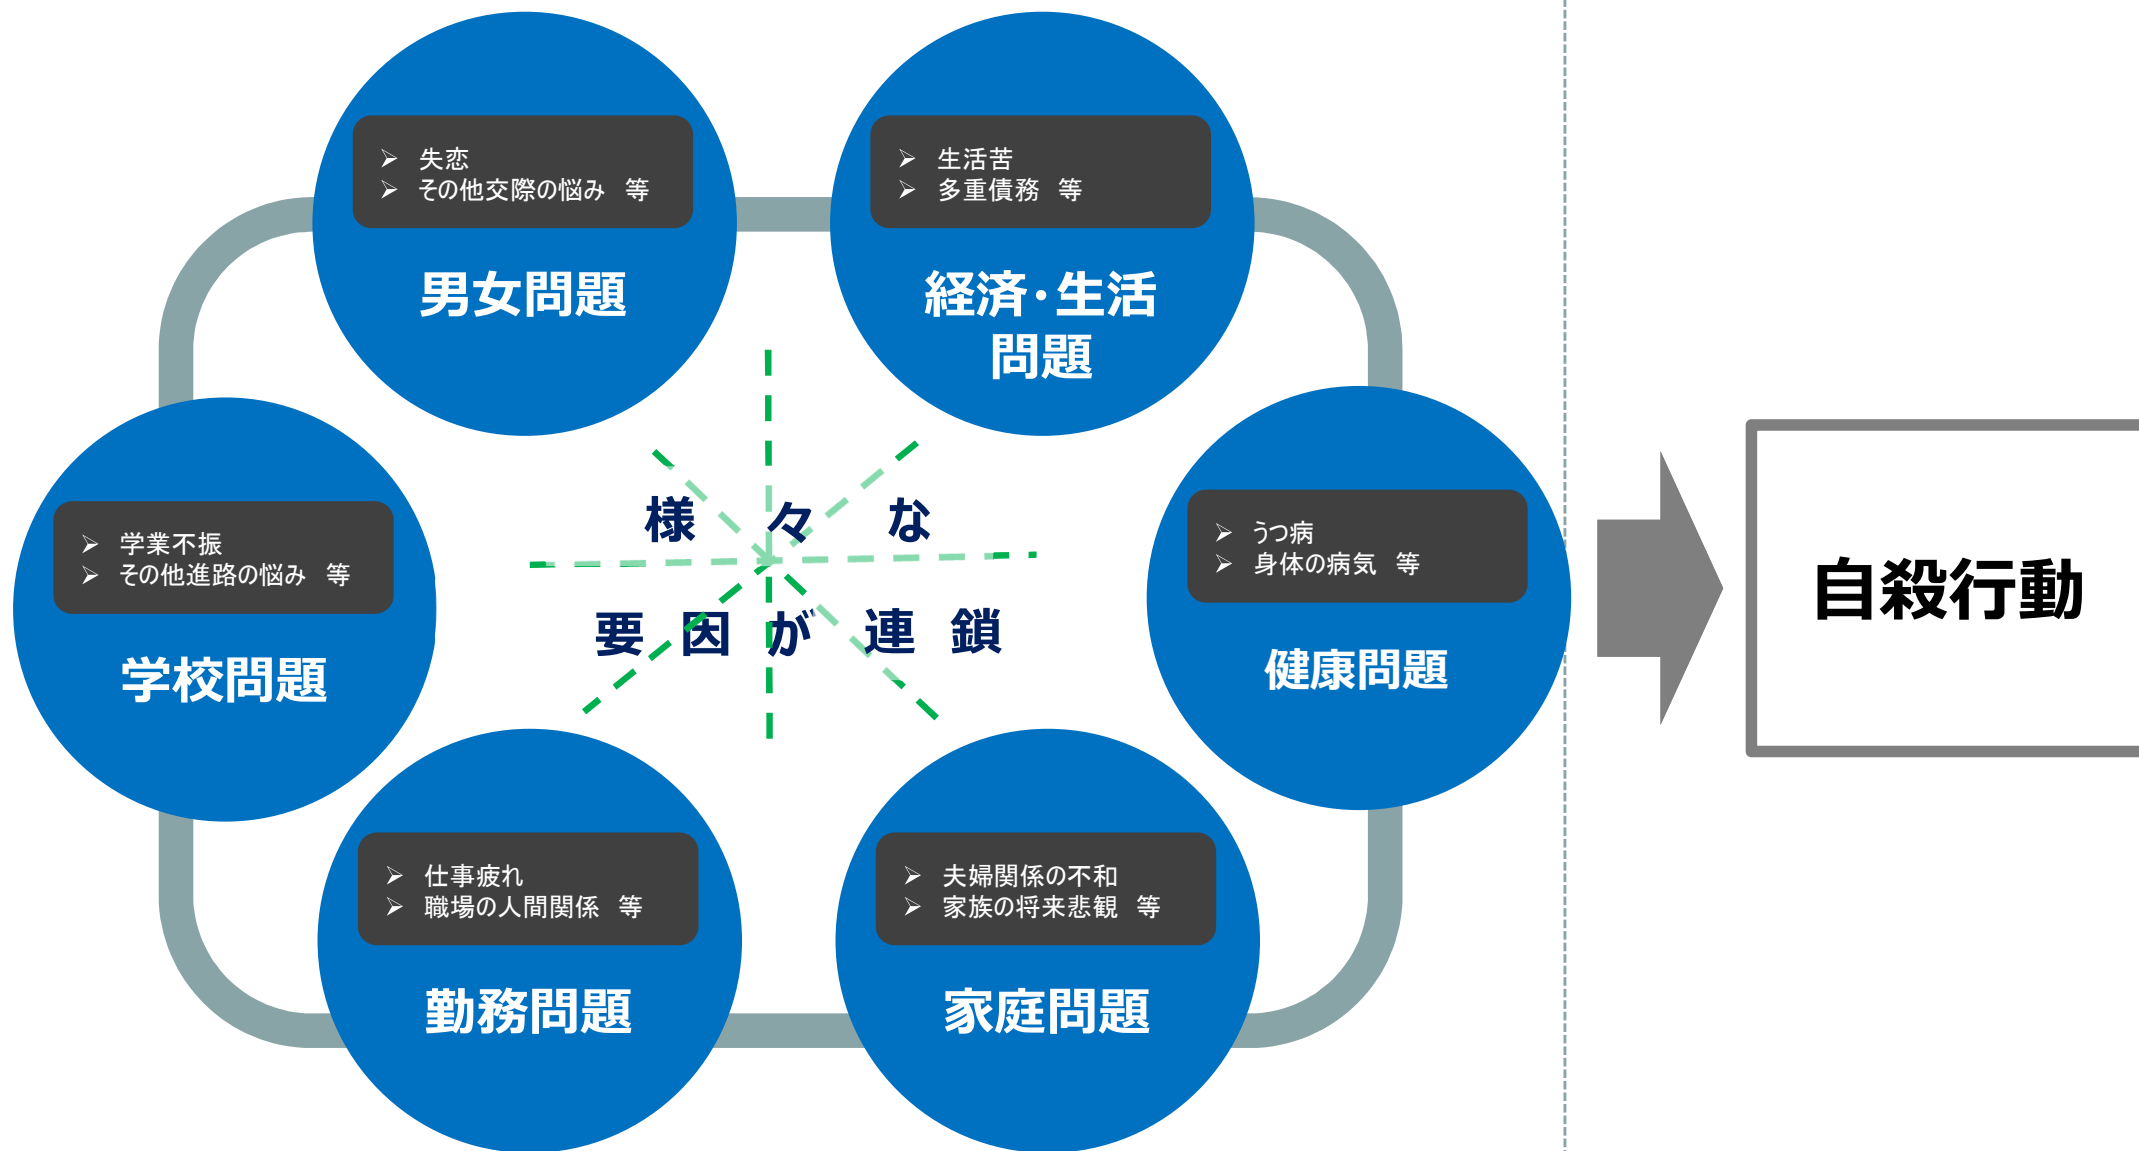 ➢ 失恋
➢ その他交際の悩み　等
男女問題
➢ 生活苦
➢ 多重債務　等
経済・生活
問題
➢ 学業不振
➢ その他進路の悩み　等
学校問題
様々な
要因が連鎖
➢ うつ病
➢ 身体の病気　等
健康問題
自殺行動
➢ 仕事疲れ
➢ 職場の人間関係　等
勤務問題
➢ 夫婦関係の不和
➢ 家族の将来悲観　等
家庭問題